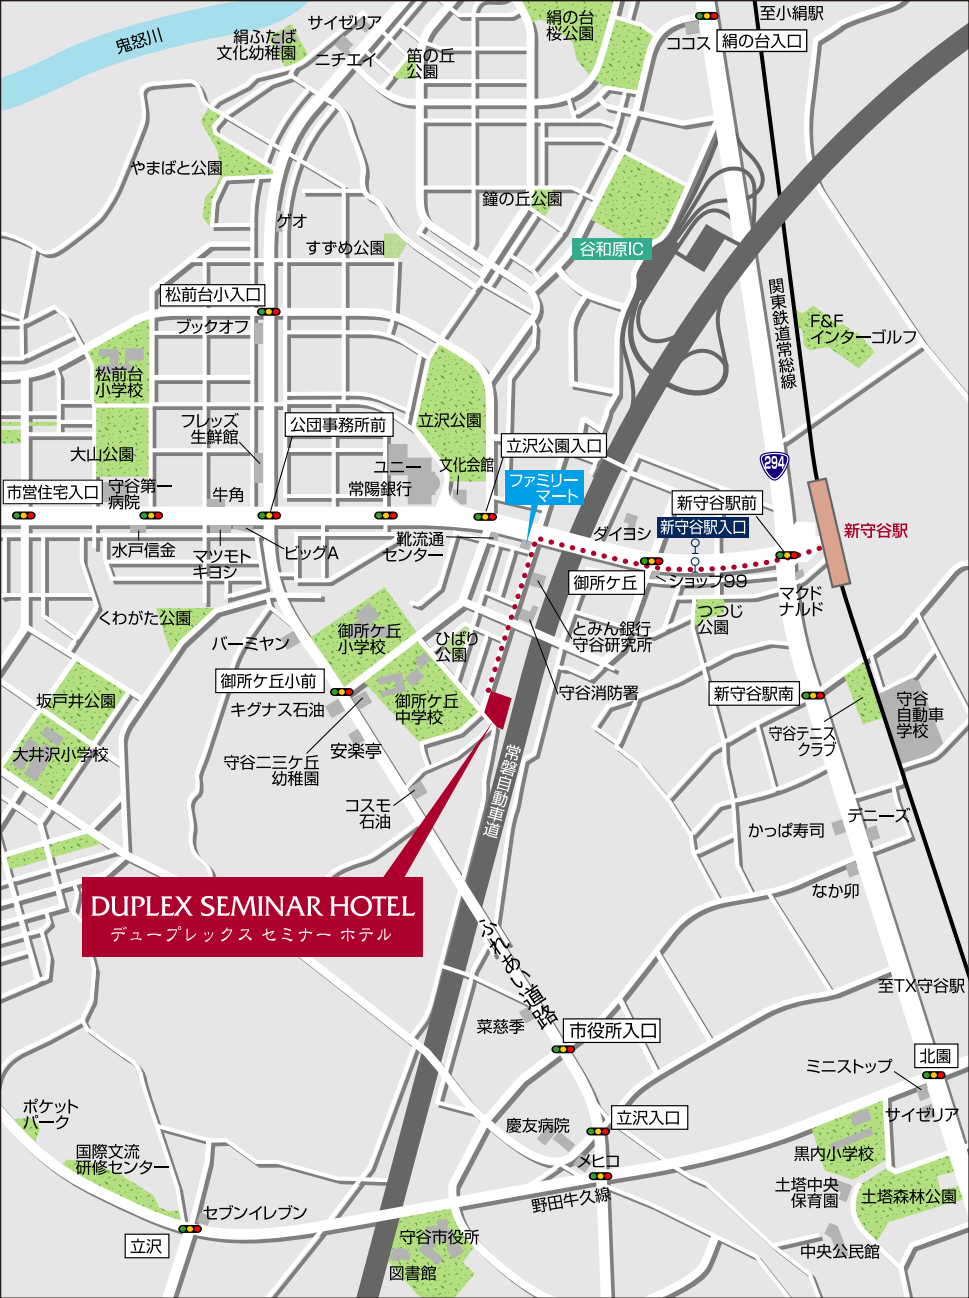 鬼怒川
サイゼリア
絹ふたば
文化幼稚園
ニチエイ
笛の丘
公園
絹の台
桜公園
至小絹駅
ココス
絹の台入口
やまばと公園
ゲオ
すずめ公園
鐘の丘公園
谷和原IC
松前台小入口
ブックオフ
関東鉄道常総線
F&F
インターゴルフ
松前台
小学校
フレッズ
生鮮館
公団事務所前
立沢公園
立沢公園入口
大山公園
ユニー
文化会館
常陽銀行
294
市営住宅入口
守谷第一
病院
牛角
ファミリー
マート
ダイヨシ
新守谷駅前
新守谷駅入口
新守谷駅
水戸信金
マツモト
キヨシ
ビッグA
靴流通
センター
御所ケ丘
ショップ99
マクド
ナルド
くわがた公園
バーミヤン
御所ケ丘
小学校
ひばり
公園
とみん銀行
守谷研究所
つつじ
公園
御所ケ丘小前
守谷消防署
新守谷駅南
坂戸井公園
キグナス石油
御所ケ丘
中学校
守谷
自動車
学校
大井沢小学校
守谷二三ケ丘
幼稚園
安楽亭
守谷テニス
クラブ
常磐自動車道
コスモ
石油
かっぱ寿司
デニーズ
なか卯
DUPLEX SEMINAR HOTEL
デュープレックス セミナー ホテル
ふれあい道路
至TX守谷駅
菜慈季
市役所入口
北園
ミニストップ
ポケット
パーク
サイゼリア
立沢入口
慶友病院
国際文流
研修センター
メヒコ
黒内小学校
野田牛久線
土塔中央
保育園
土塔森林公園
セブンイレブン
立沢
守谷市役所
図書館
中央公民館